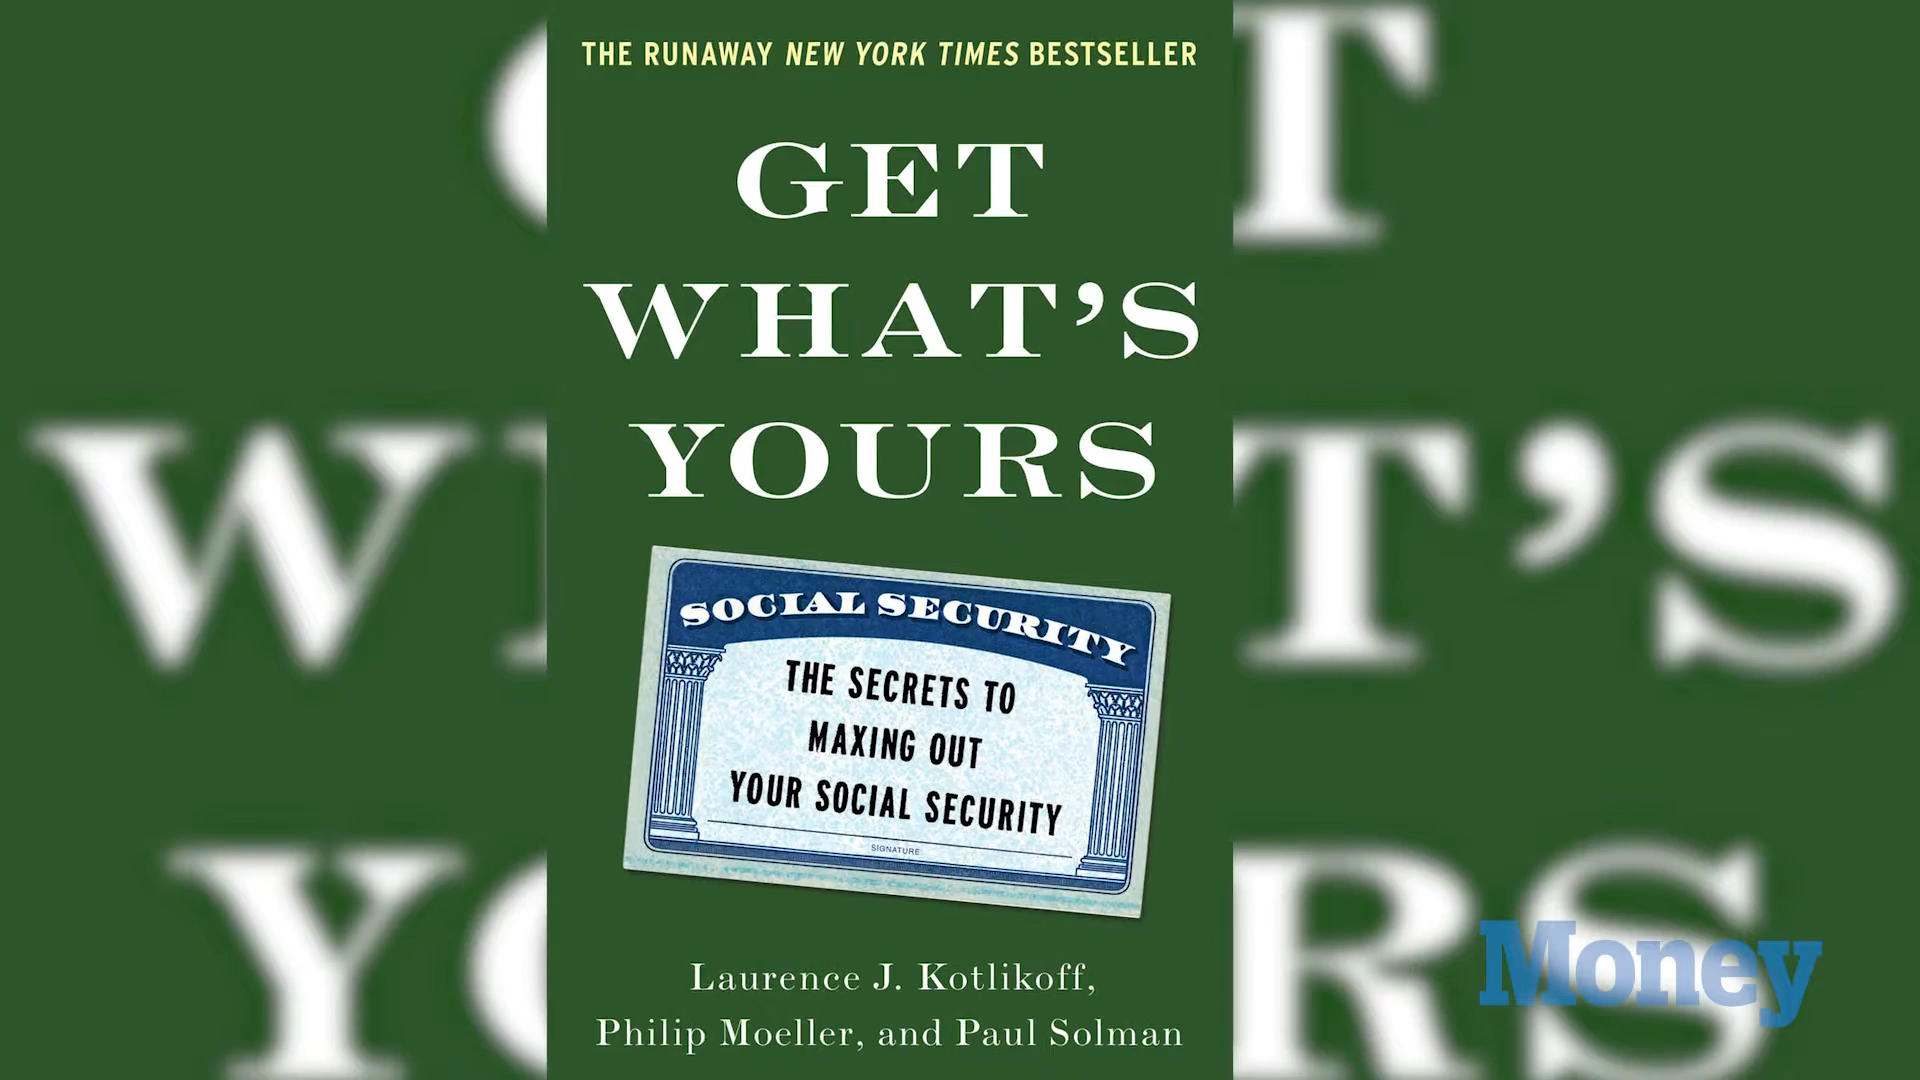 THE RUNAWAY NEW YORK TIMES BESTSELLER
GET
WHAT'S
YOURS
SOCIAL SECURITY
THE SECRETS TO
MAXING OUT
YOUR SOCIAL SECURITY
SIGNATURE
Laurence J. Kotlikoff,
Philip Moeller, and Paul Solman
Money